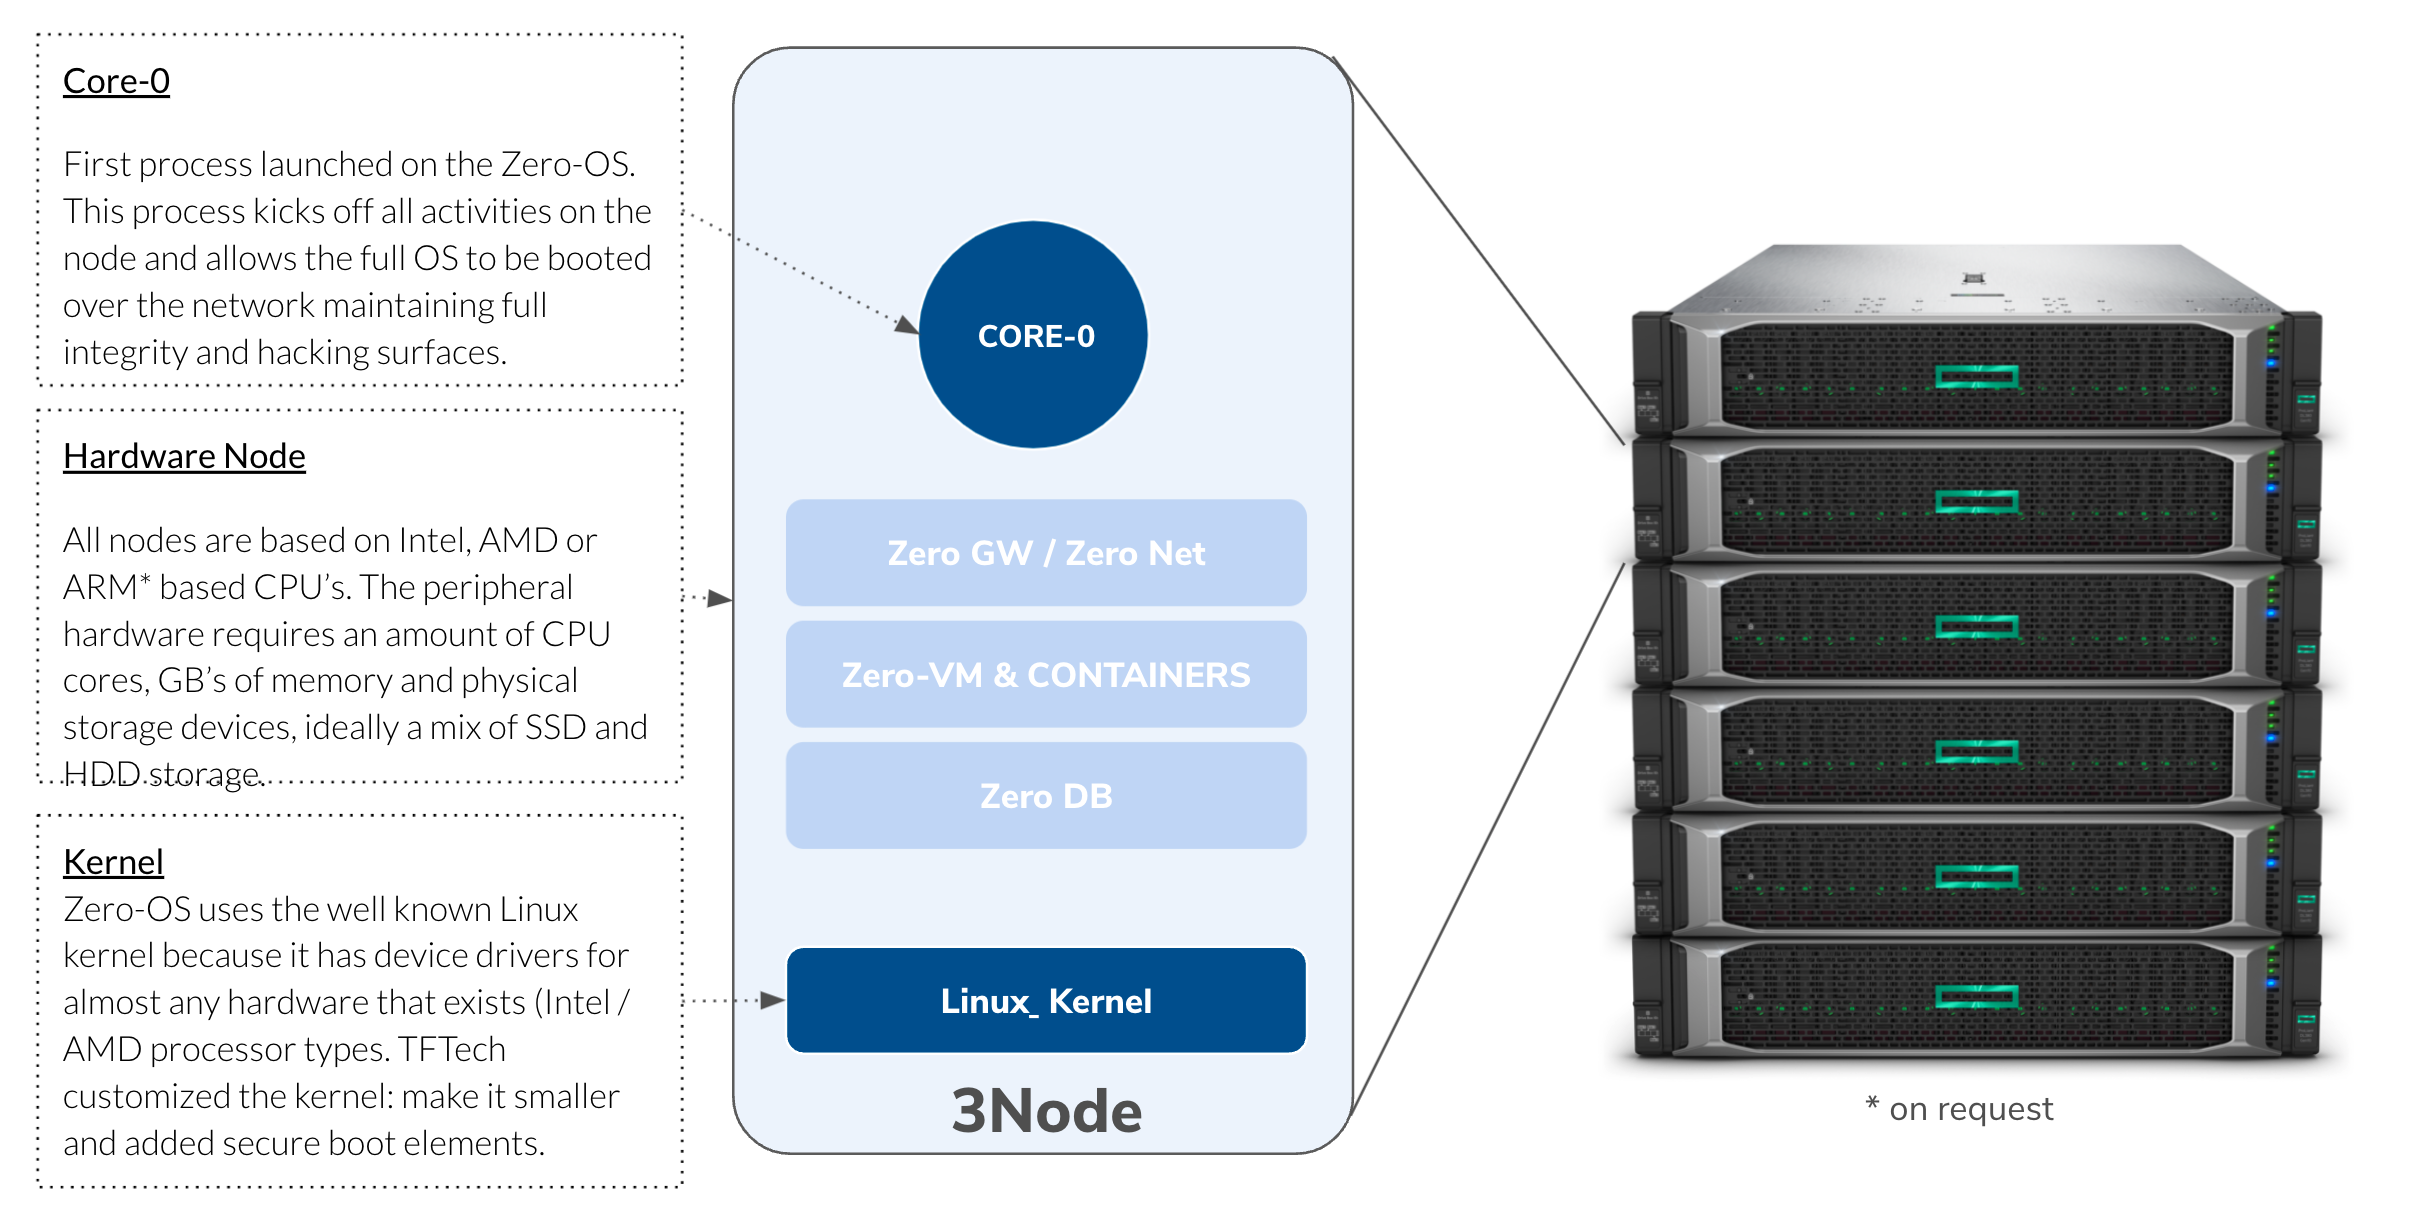 Core-0
First process launched on the Zero-OS.
This process kicks off all activities on the
node and allows the full OS to be booted
over the network maintaining full
integrity and hacking surfaces.
Hardware Node
All nodes are based on Intel, AMD or
ARM* based CPU’s. The peripheral
hardware requires an amount of CPU
cores, GB’s of memory and physical
storage devices, ideally a mix of SSD and
HDD storage.
Kernel
Zero-OS uses the well known Linux
kernel because it has device drivers for
almost any hardware that exists (Intel /
AMD processor types. TFTech
customized the kernel: make it smaller
and added secure boot elements.
CORE-0
Zero GW / Zero Net
Zero-VM & CONTAINERS
Zero DB
Linux_ Kernel
3Node
* on request